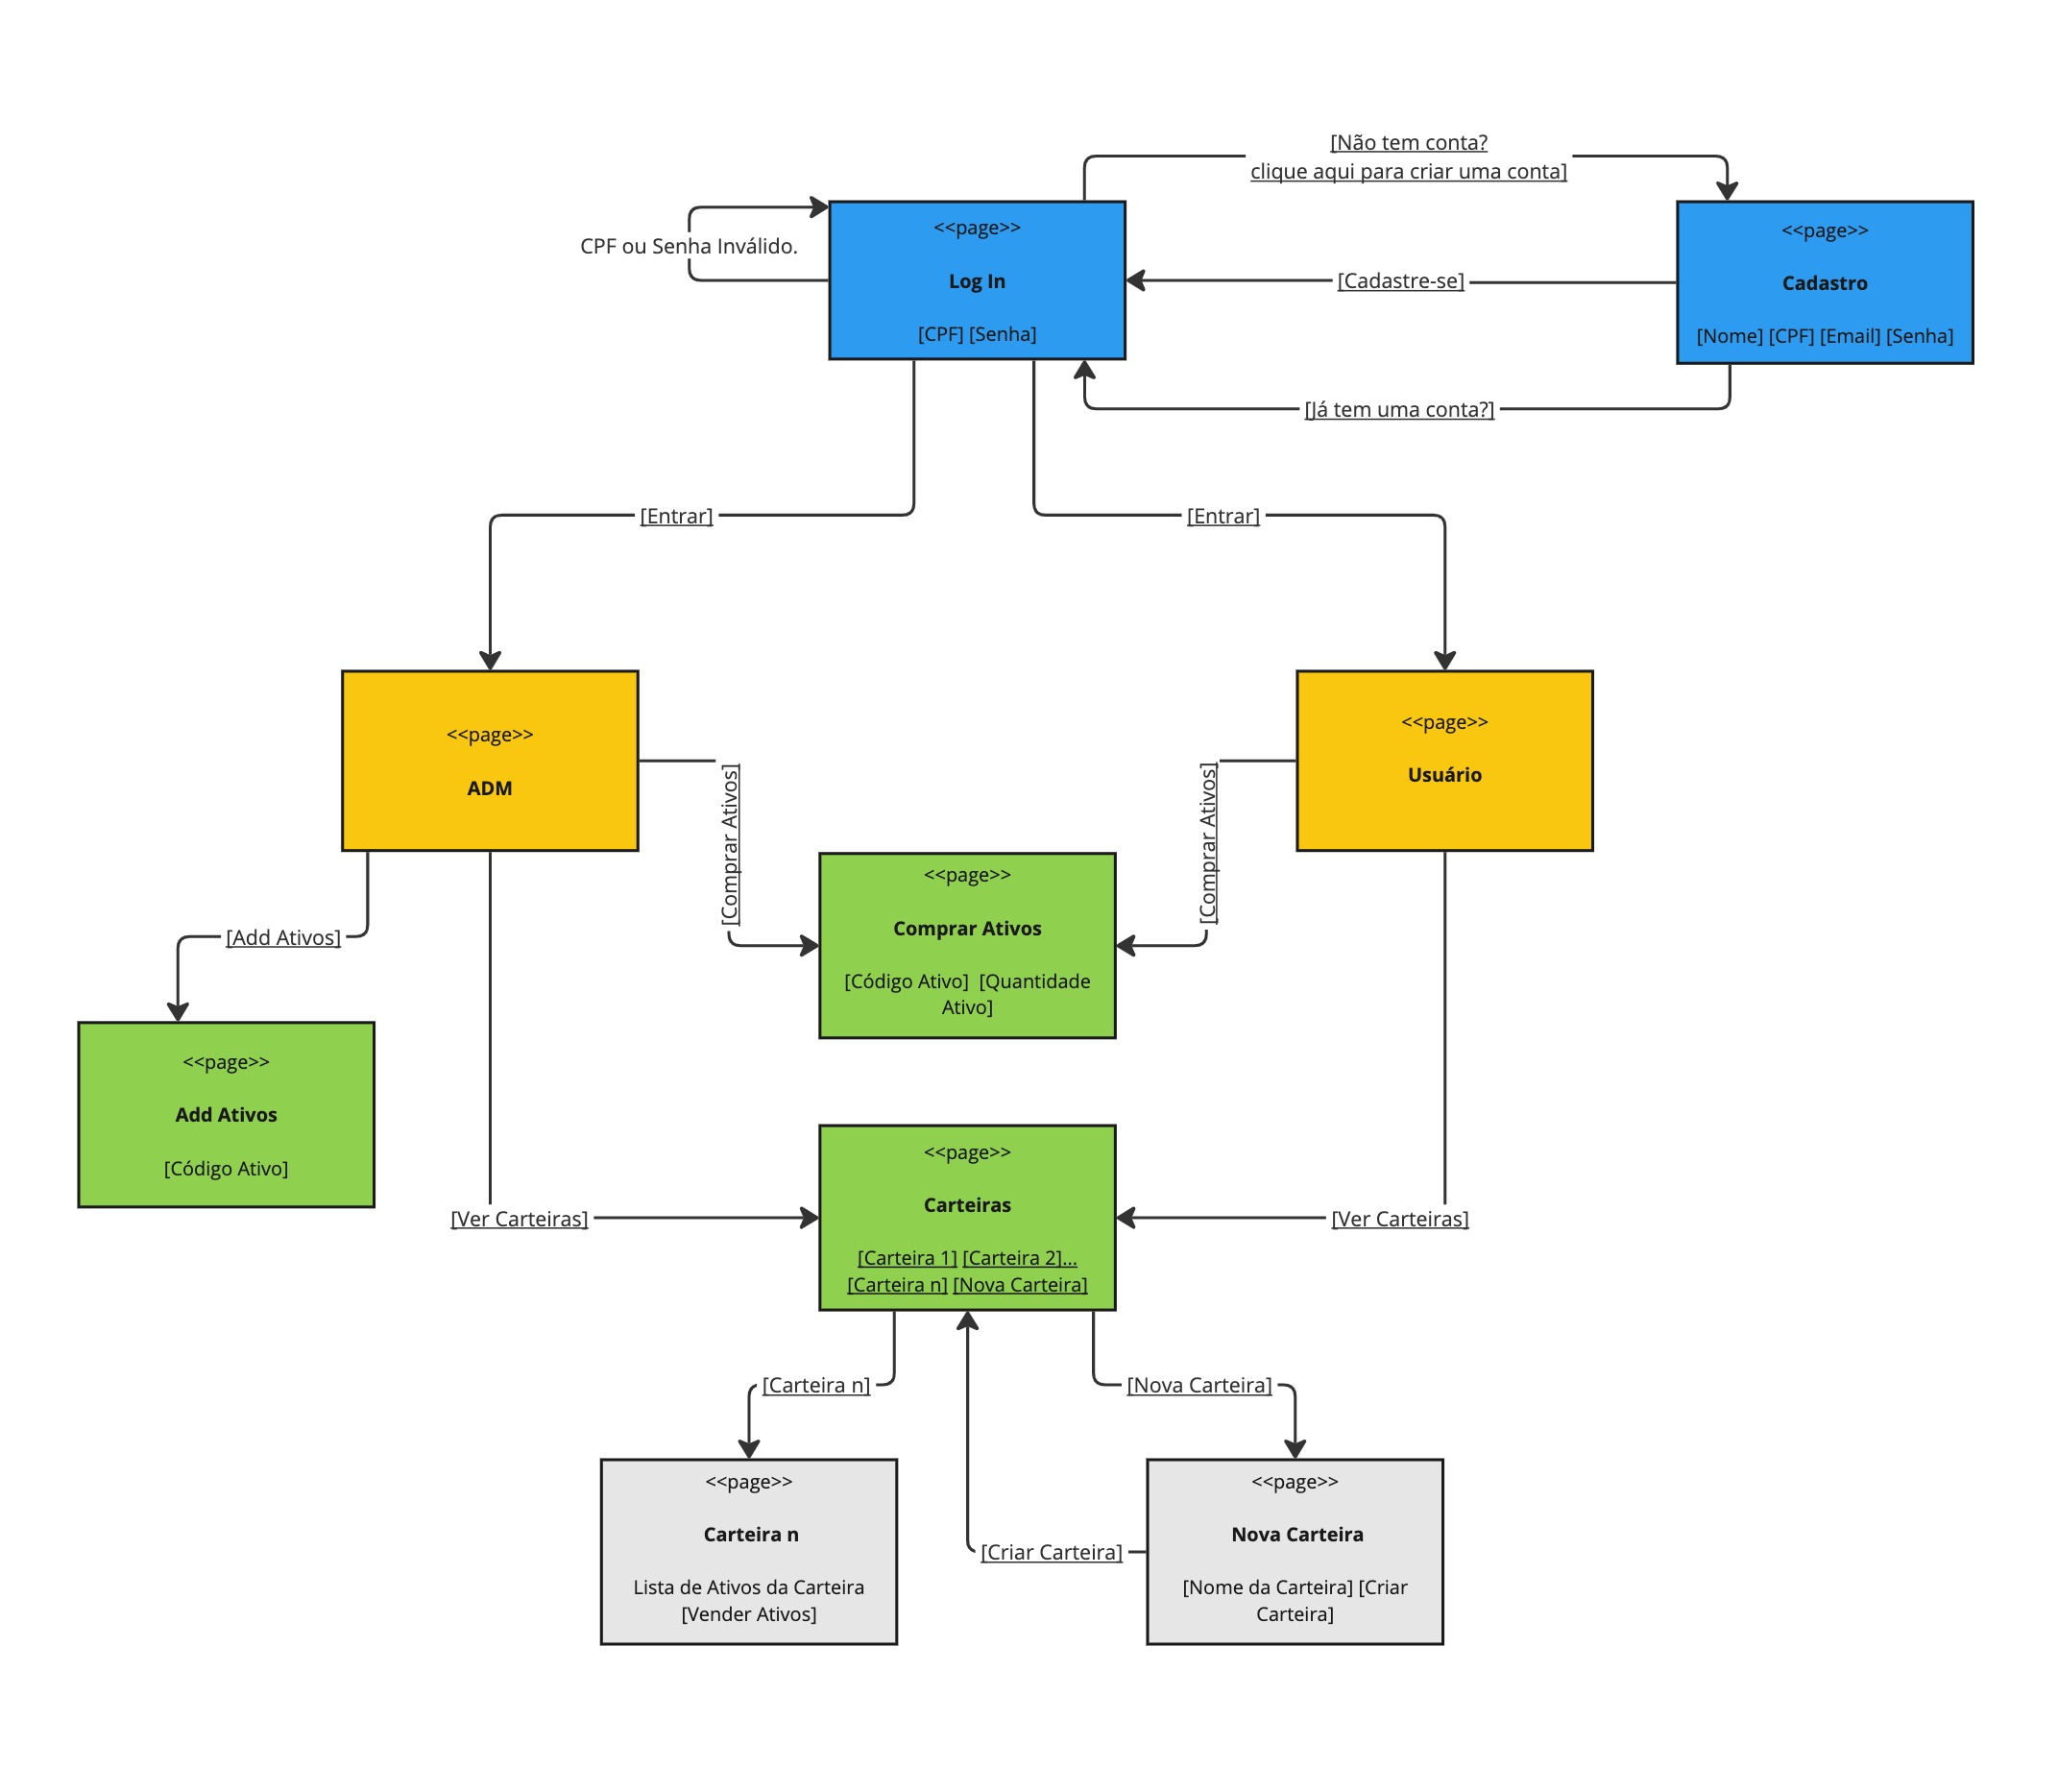 [Não tem conta?
clique aqui para criar uma conta]
<<page>>
Log In
[CPF] [Senha]
CPF ou Senha Inválido.
<<page>>
Cadastro
[Nome] [CPF] [Email] [Senha]
[Cadastre-se]
[Já tem uma conta?]
[Entrar]
[Entrar]
<<page>>
ADM
<<page>>
Usuário
[Comprar Ativos]
[Comprar Ativos]
<<page>>
Comprar Ativos
[Código Ativo]  [Quantidade
Ativo]
[Add Ativos]
<<page>>
Add Ativos
[Código Ativo]
<<page>>
Carteiras
[Carteira 1] [Carteira 2]...
[Carteira n] [Nova Carteira]
[Ver Carteiras]
[Ver Carteiras]
[Carteira n]
[Nova Carteira]
<<page>>
Carteira n
Lista de Ativos da Carteira
[Vender Ativos]
[Criar Carteira]
<<page>>
Nova Carteira
[Nome da Carteira] [Criar
Carteira]